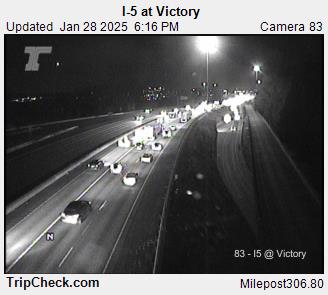 I-5 at Victory
Updated  Jan 28 2025  6:16 PM
Camera 83
T
N
83 - I5 @ Victory
TripCheck.com
Milepost306.80